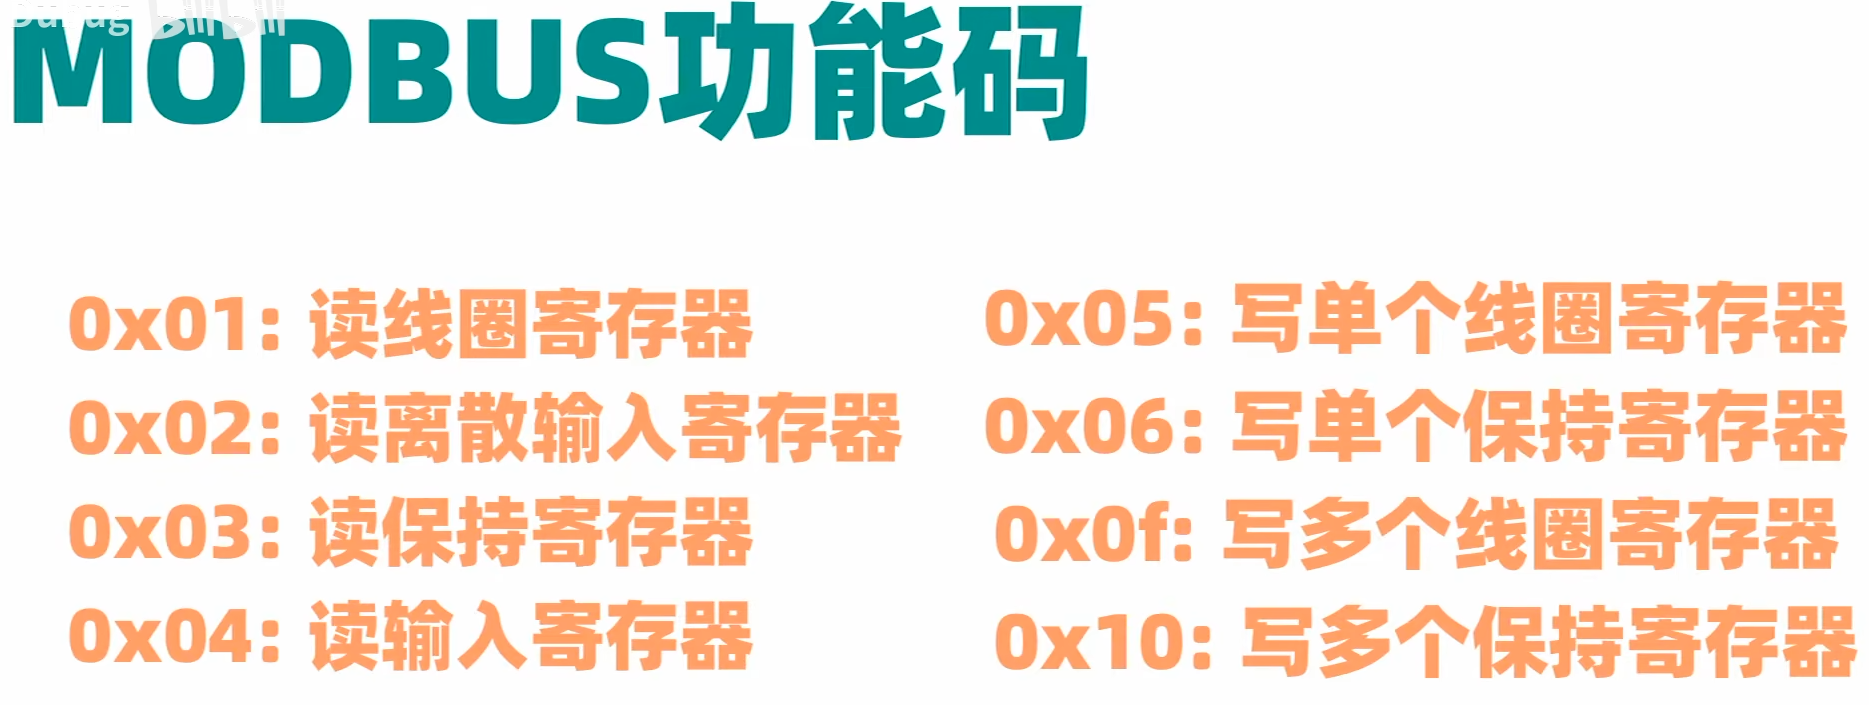 MODBUS功能码
0x01: 读线圈寄存器
0x02: 读离散输入寄存器
0x03: 读保持寄存器
0x04: 读输入寄存器
0x05: 写单个线圈寄存器
0x06: 写单个保持寄存器
0x0f: 写多个线圈寄存器
0x10: 写多个保持寄存器